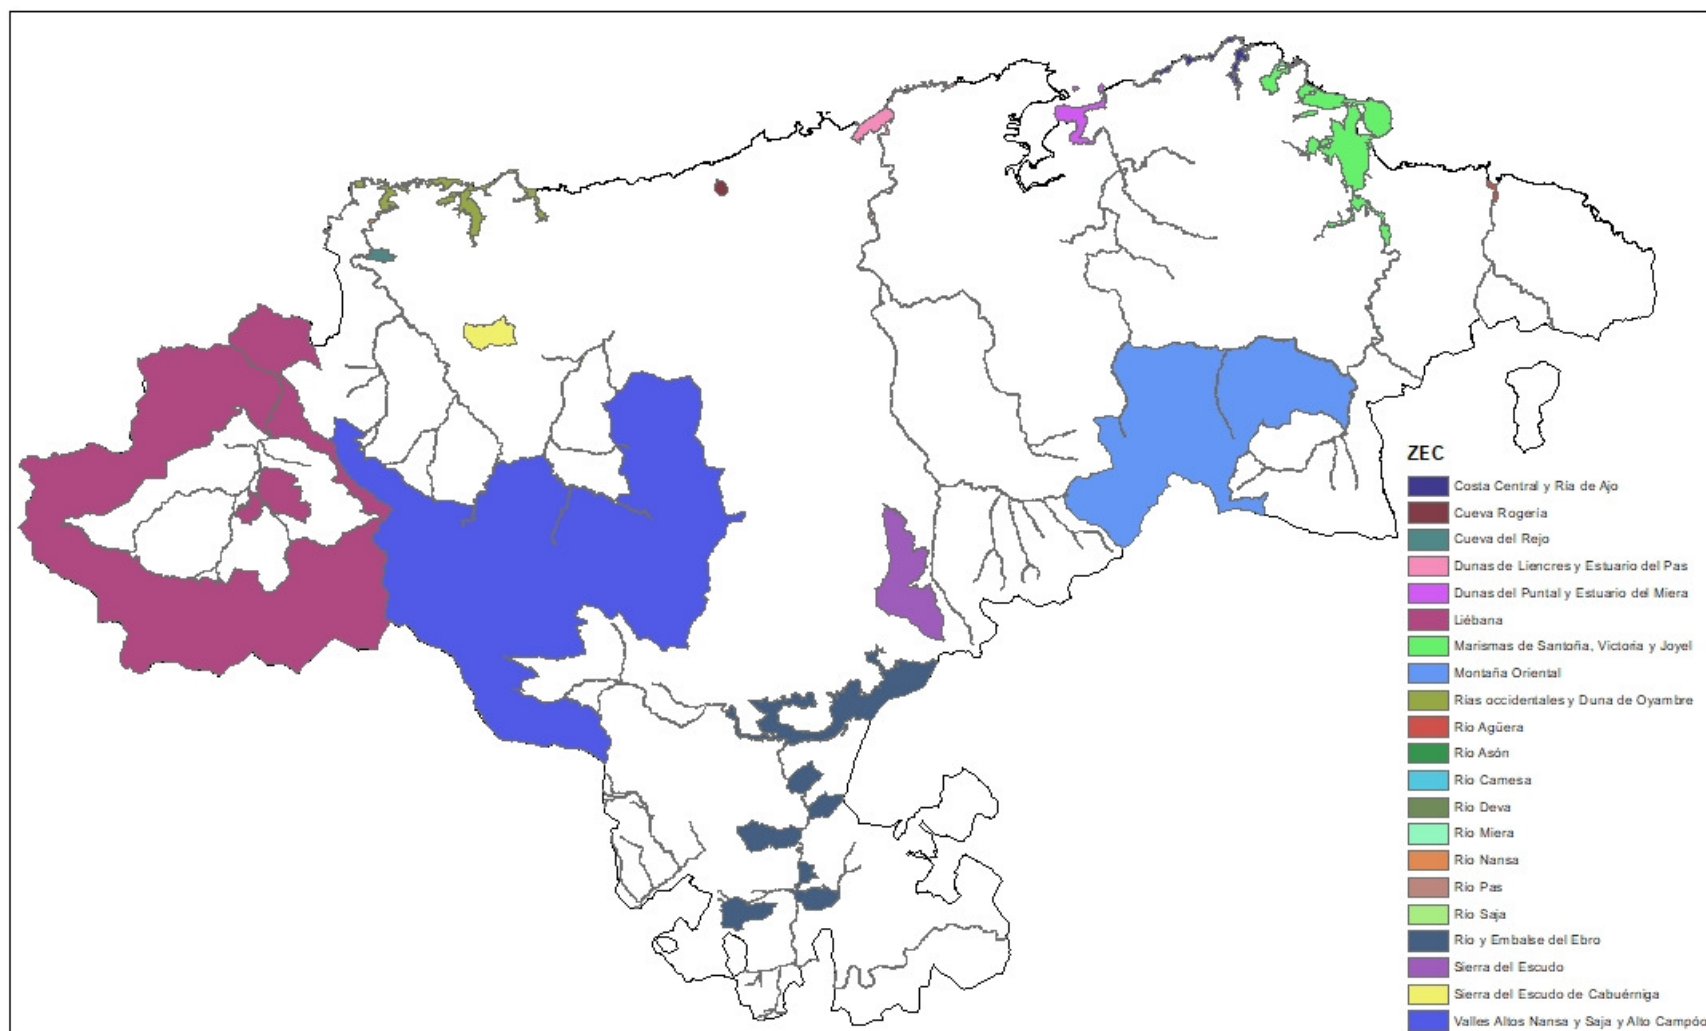 ZEC
Costa Central y Ría de Ajo
Cueva Rogería
Cueva del Rejo
Dunas de Liencres y Estuario del Pas
Dunas del Puntal y Estuario del Miera
Liébana
Marismas de Santoña, Victoria y Joyel
Montaña Oriental
Rías occidentales y Duna de Oyambre
Río Agüera
Río Asón
Río Camesa
Río Deva
Río Miera
Río Nansa
Río Pas
Río Saja
Río y Embalse del Ebro
Sierra del Escudo
Sierra del Escudo de Cabuérniga
Valles Altos Nansa y Saja y Alto Campóo